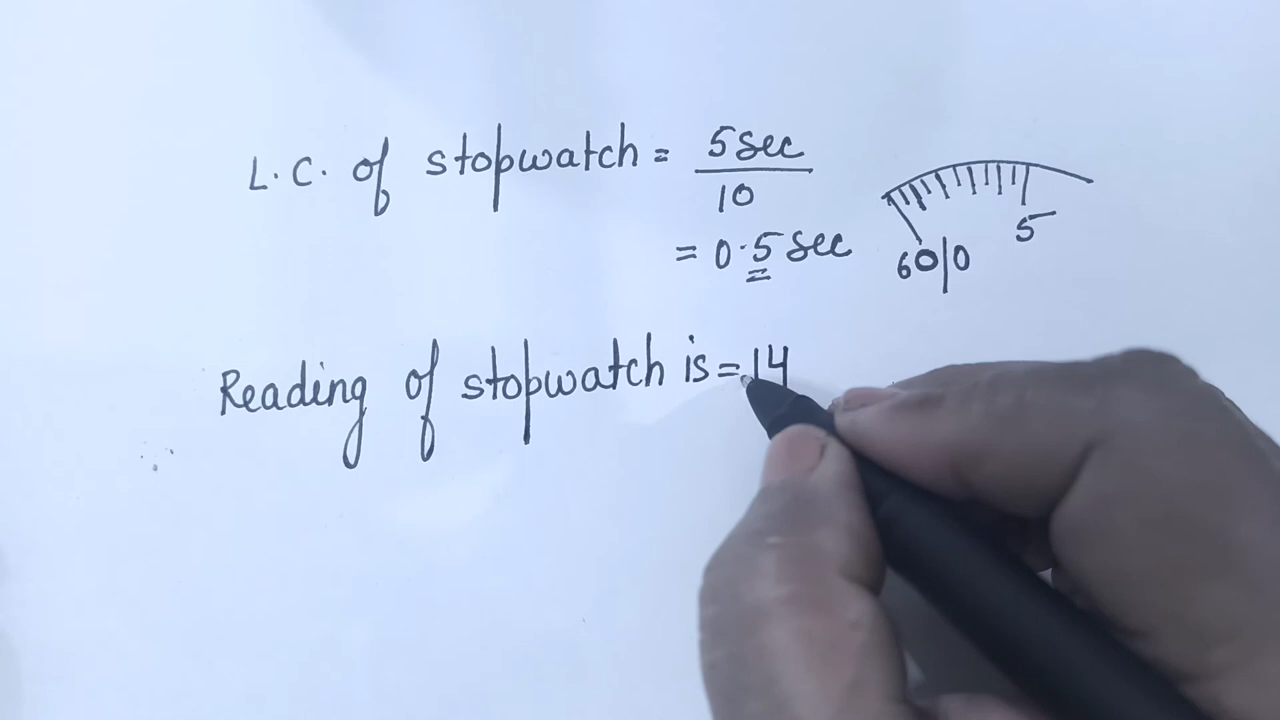 L.C. of stopwatch = 5 sec
10
= 0.5 sec
60|0 5
Reading of stopwatch is = 14